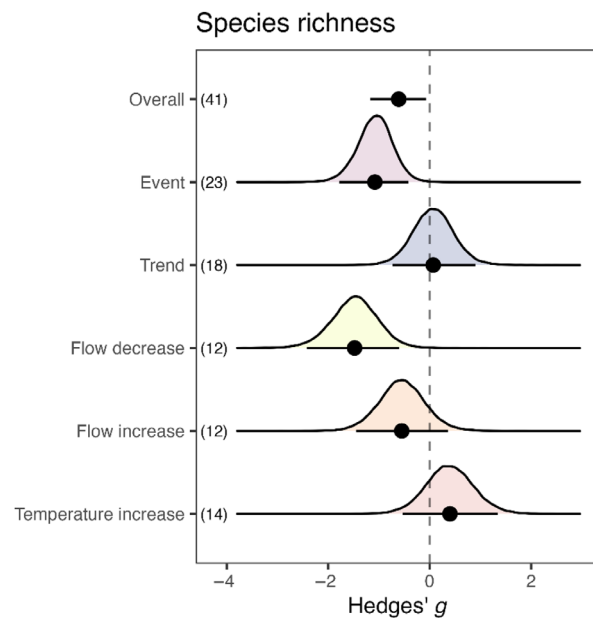 Species richness
Overall (41)
Event (23)
Trend (18)
Flow decrease (12)
Flow increase (12)
Temperature increase (14)
−4 −2 0 2
Hedges' g